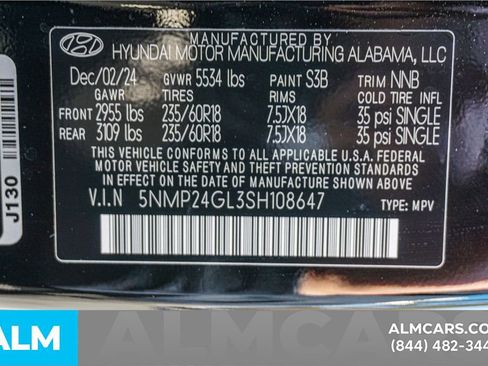 MANUFACTURED BY
HYUNDAI MOTOR MANUFACTURING ALABAMA, LLC
Dec/02/24 GVWR 5534 lbs PAINT S3B TRIM NNB
GAWR TIRES RIMS COLD TIRE INFL
FRONT 2955 lbs 235/60R18 7.5JX18 35 psi SINGLE
REAR 3109 lbs 235/60R18 7.5JX18 35 psi SINGLE
THIS VEHICLE CONFORMS TO ALL APPLICABLE U.S.A. FEDERAL
MOTOR VEHICLE SAFETY AND THEFT PREVENTION STANDARDS
IN EFFECT ON THE DATE OF MANUFACTURE SHOWN ABOVE.
V.I.N 5NMP24GL3SH108647 TYPE: MPV
J130
ALM
ALMCARS
ALMCARS.CO
(844) 482-344